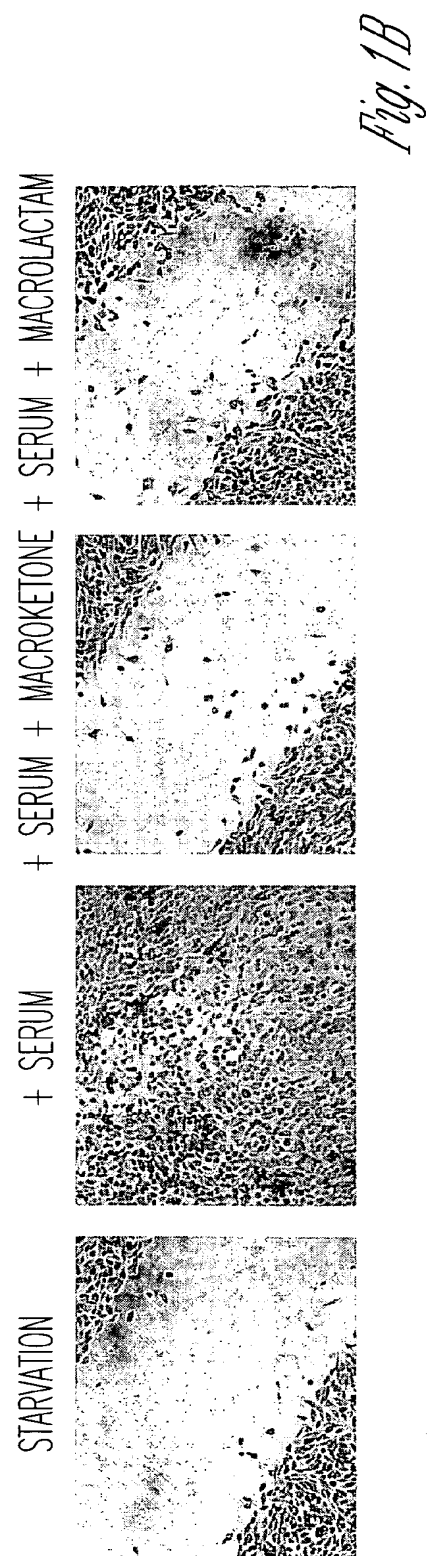 STARVATION
+ SERUM
+ SERUM + MACROKETONE
+ SERUM + MACROLACTAM
Fig. 1B